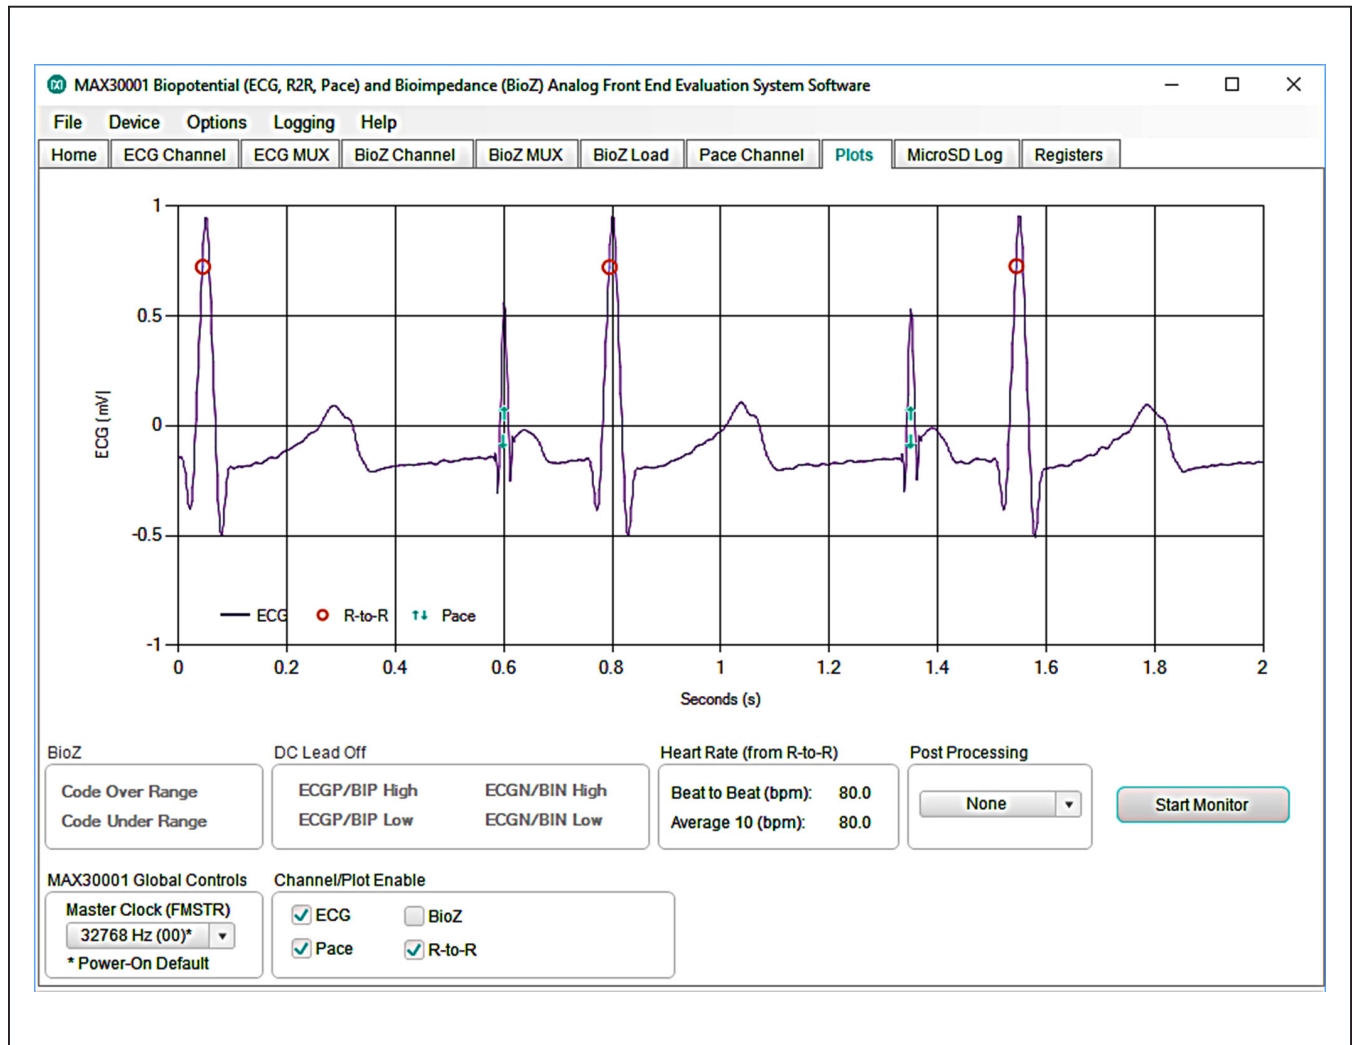 MAX30001 Biopotential (ECG, R2R, Pace) and Bioimpedance (BioZ) Analog Front End Evaluation System Software
File Device Options Logging Help
Home ECG Channel ECG MUX BioZ Channel BioZ MUX BioZ Load Pace Channel Plots MicroSD Log Registers
1
0.5
0
-0.5
-1
ECG (mV)
ECG R-to-R Pace
0 0.2 0.4 0.6 0.8 1 1.2 1.4 1.6 1.8 2
Seconds (s)
BioZ
Code Over Range
Code Under Range
DC Lead Off
ECGP/BIP High ECGN/BIN High
ECGP/BIP Low ECGN/BIN Low
Heart Rate (from R-to-R)
Beat to Beat (bpm): 80.0
Average 10 (bpm): 80.0
Post Processing
None
Start Monitor
MAX30001 Global Controls
Master Clock (FMSTR)
32768 Hz (00)*
* Power-On Default
Channel/Plot Enable
ECG BioZ
Pace R-to-R